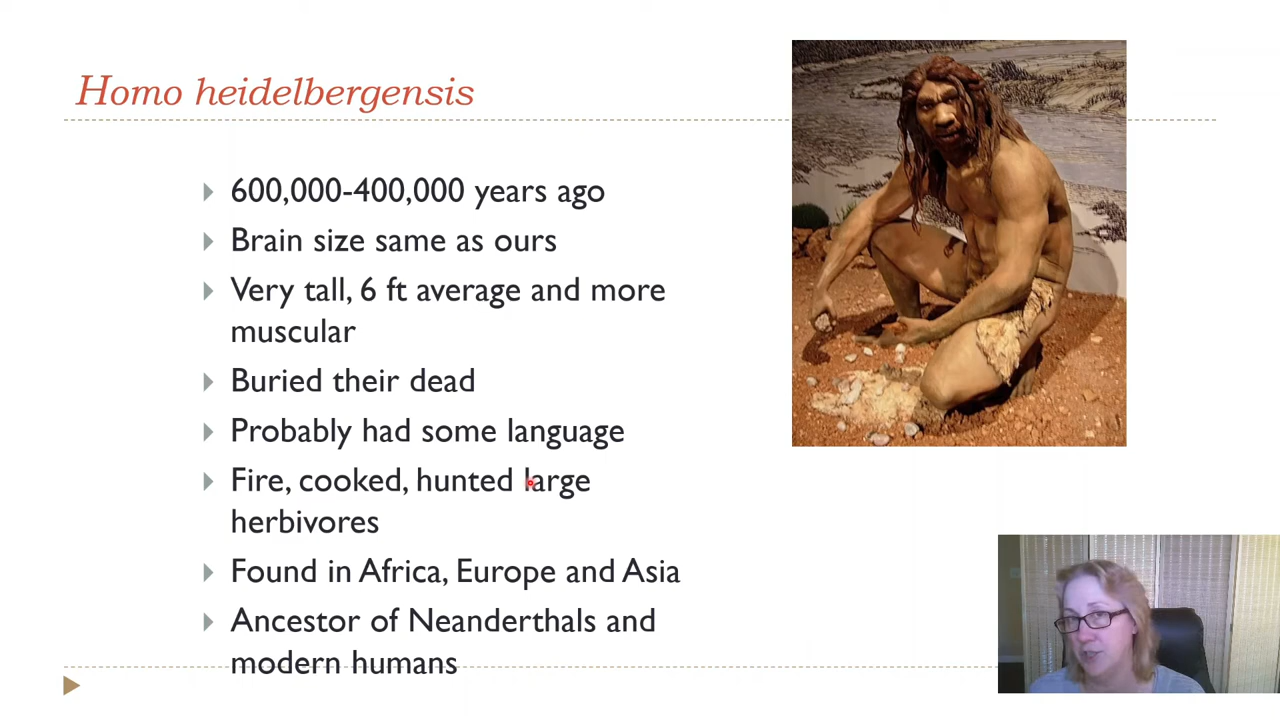 Homo heidelbergensis
600,000-400,000 years ago
Brain size same as ours
Very tall, 6 ft average and more
muscular
Buried their dead
Probably had some language
Fire, cooked, hunted large
herbivores
Found in Africa, Europe and Asia
Ancestor of Neanderthals and
modern humans